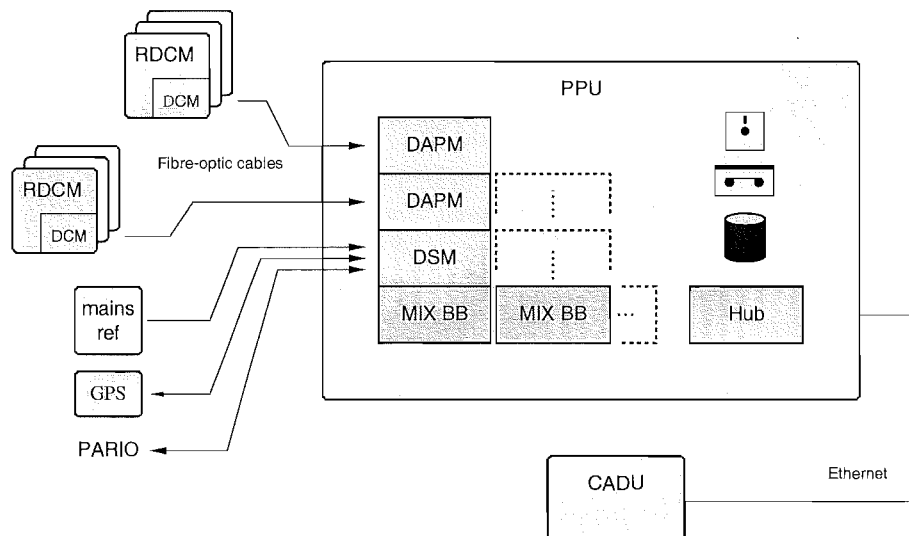 RDCM
DCM
PPU
DAPM
Fibre-optic cables
RDCM
DCM
DAPM
DSM
mains
ref
MIX BB
MIX BB
Hub
GPS
PARIO
CADU
Ethernet